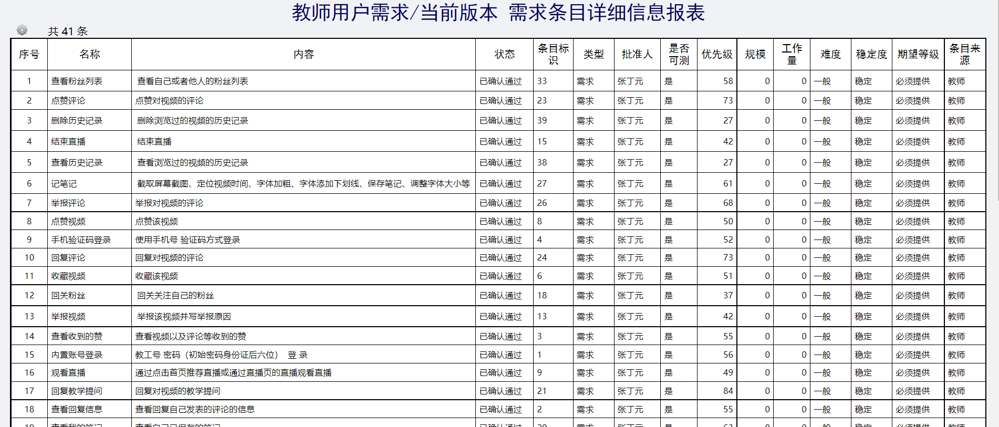 教师用户需求/当前版本 需求条目详细信息报表
共 41 条
序号 名称 内容 状态 条目标识 类型 批准人 是否可测 优先级 规模 工作量 难度 稳定度 期望等级 条目来源
1 查看粉丝列表 查看自己或者他人的粉丝列表 已确认通过 33 需求 张丁元 是 58 0 0 一般 稳定 必须提供 教师
2 点赞评论 点赞对视频的评论 已确认通过 23 需求 张丁元 是 73 0 0 一般 稳定 必须提供 教师
3 删除历史记录 删除浏览过的视频的历史记录 已确认通过 39 需求 张丁元 是 27 0 0 一般 稳定 必须提供 教师
4 结束直播 结束直播 已确认通过 15 需求 张丁元 是 42 0 0 一般 稳定 必须提供 教师
5 查看历史记录 查看浏览过的视频的历史记录 已确认通过 38 需求 张丁元 是 27 0 0 一般 稳定 必须提供 教师
6 记笔记 截取屏幕截图、定位视频时间、字体加粗、字体添加下划线、保存笔记、调整字体大小等 已确认通过 27 需求 张丁元 是 61 0 0 一般 稳定 必须提供 教师
7 举报评论 举报对视频的评论 已确认通过 26 需求 张丁元 是 68 0 0 一般 稳定 必须提供 教师
8 点赞视频 点赞该视频 已确认通过 8 需求 张丁元 是 50 0 0 一般 稳定 必须提供 教师
9 手机验证码登录 使用手机号 验证码方式登录 已确认通过 4 需求 张丁元 是 52 0 0 一般 稳定 必须提供 教师
10 回复评论 回复对视频的评论 已确认通过 24 需求 张丁元 是 73 0 0 一般 稳定 必须提供 教师
11 收藏视频 收藏该视频 已确认通过 6 需求 张丁元 是 51 0 0 一般 稳定 必须提供 教师
12 回关粉丝 回关关注自己的粉丝 已确认通过 18 需求 张丁元 是 37 0 0 一般 稳定 必须提供 教师
13 举报视频 举报该视频并写举报原因 已确认通过 13 需求 张丁元 是 42 0 0 一般 稳定 必须提供 教师
14 查看收到的赞 查看视频以及评论等收到的赞 已确认通过 3 需求 张丁元 是 55 0 0 一般 稳定 必须提供 教师
15 内置账号登录 教工号 密码（初始密码身份证后六位） 登 录 已确认通过 1 需求 张丁元 是 56 0 0 一般 稳定 必须提供 教师
16 观看直播 通过点击首页推荐直播或通过直播页的直播观看直播 已确认通过 9 需求 张丁元 是 49 0 0 一般 稳定 必须提供 教师
17 回复教学提问 回复对视频的教学提问 已确认通过 21 需求 张丁元 是 84 0 0 一般 稳定 必须提供 教师
18 查看回复信息 查看回复自己发表的评论的信息 已确认通过 2 需求 张丁元 是 55 0 0 一般 稳定 必须提供 教师